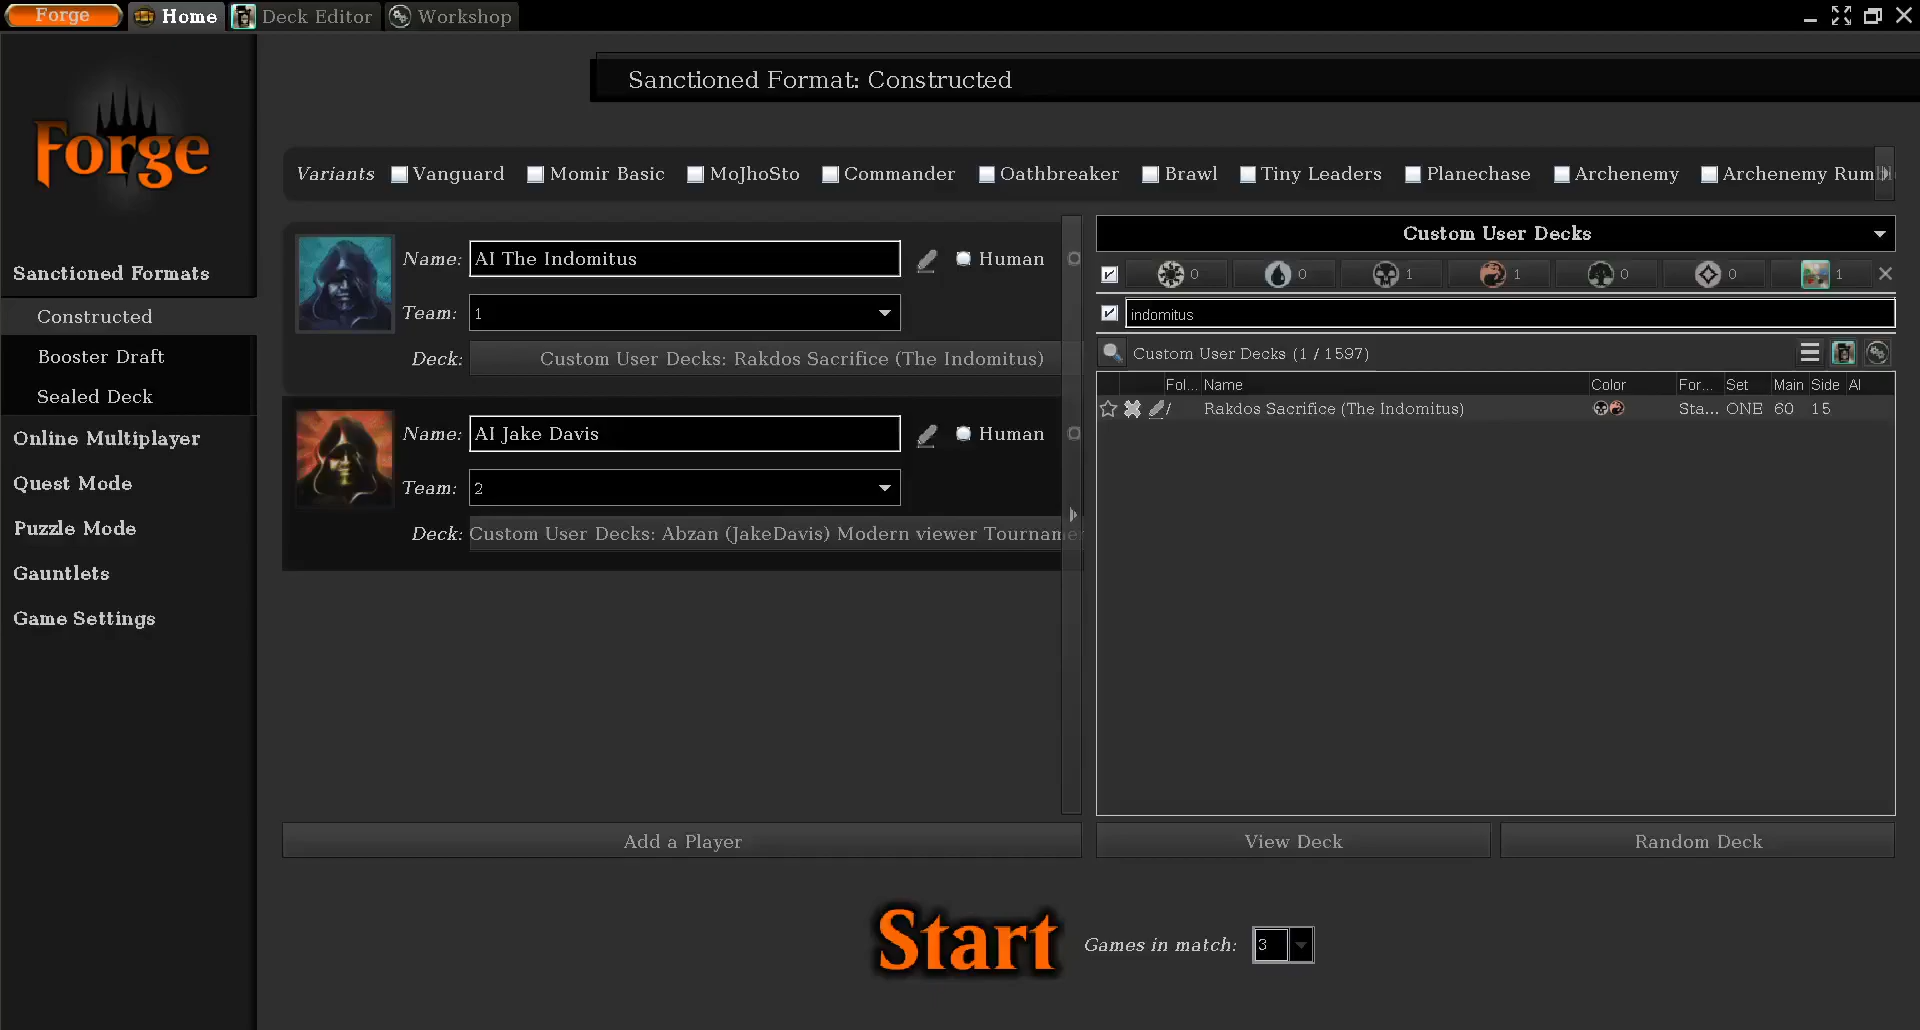 Forge Home Deck Editor Workshop
Forge
Sanctioned Format: Constructed
Variants Vanguard Momir Basic MoJhoSto Commander Oathbreaker Brawl Tiny Leaders Planechase Archenemy Archenemy
Sanctioned Formats
Constructed
Booster Draft
Sealed Deck
Online Multiplayer
Quest Mode
Puzzle Mode
Gauntlets
Game Settings
Name: AI The Indomitus Human
Team: 1
Deck: Custom User Decks: Rakdos Sacrifice (The Indomitus)
Name: AI Jake Davis Human
Team: 2
Deck: Custom User Decks: Abzan (JakeDavis) Modern viewer
Add a Player
Custom User Decks
0 0 1 1 0 0 1
indomitus
Custom User Decks (1 / 1597)
Fol... Name Color For... Set Main Side AI
/ Rakdos Sacrifice (The Indomitus) Sta... ONE 60 15
View Deck Random Deck
Start Games in match: 3